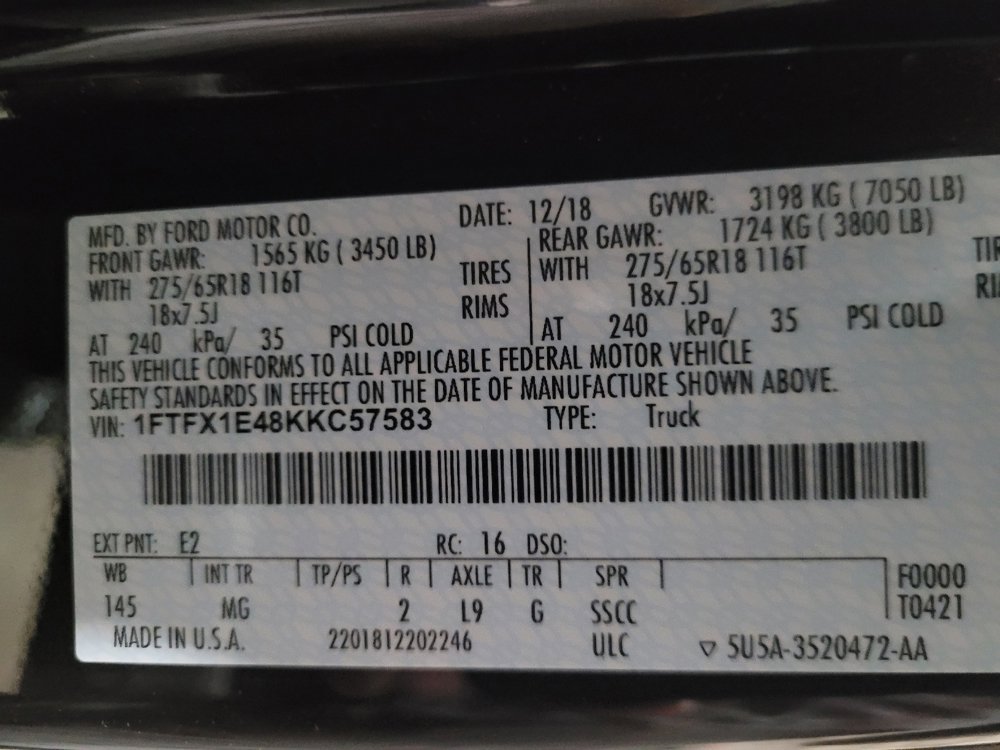 MFD. BY FORD MOTOR CO. DATE: 12/18 GVWR: 3198 KG ( 7050 LB)
FRONT GAWR: 1565 KG ( 3450 LB) REAR GAWR: 1724 KG ( 3800 LB)
WITH 275/65R18 116T TIRES WITH 275/65R18 116T
18x7.5J RIMS 18x7.5J
AT 240 kPa/ 35 PSI COLD AT 240 kPa/ 35 PSI COLD
THIS VEHICLE CONFORMS TO ALL APPLICABLE FEDERAL MOTOR VEHICLE
SAFETY STANDARDS IN EFFECT ON THE DATE OF MANUFACTURE SHOWN ABOVE.
VIN: 1FTFX1E48KKC57583 TYPE: Truck
EXT PNT: E2 RC: 16 DSO:
WB INT TR TP/PS R AXLE TR SPR F0000
145 MG 2 L9 G SSCC T0421
MADE IN U.S.A. 2201812202246 ULC ▽ 5U5A-3520472-AA